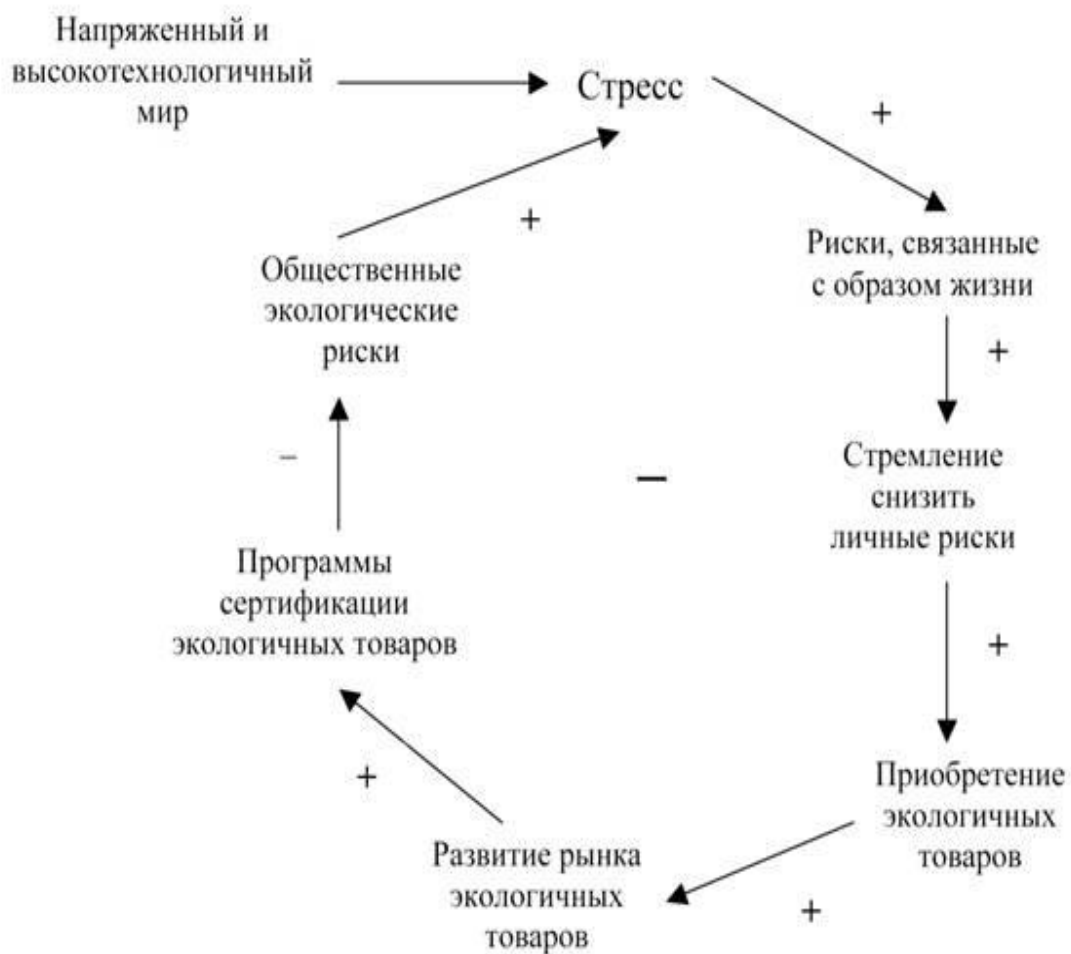 Напряженный и
высокотехнологичный
мир
Стресс
+
Риски, связанные
с образом жизни
+
Стремление
снизить
личные риски
+
Приобретение
экологичных
товаров
+
Развитие рынка
экологичных
товаров
+
Программы
сертификации
экологичных товаров
–
Общественные
экологические
риски
+
–